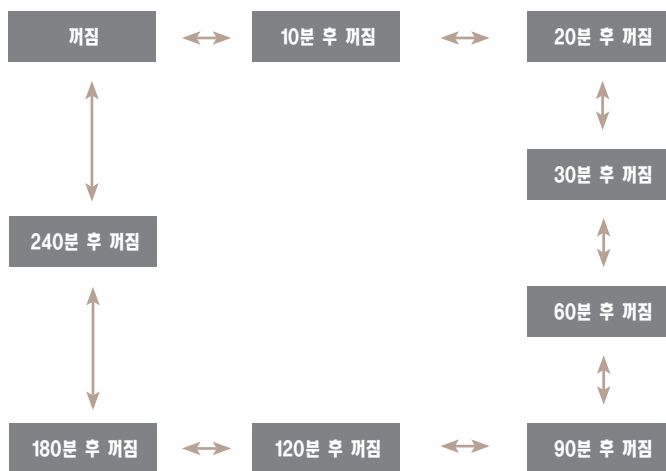 꺼짐
10분 후 꺼짐
20분 후 꺼짐
30분 후 꺼짐
240분 후 꺼짐
60분 후 꺼짐
180분 후 꺼짐
120분 후 꺼짐
90분 후 꺼짐